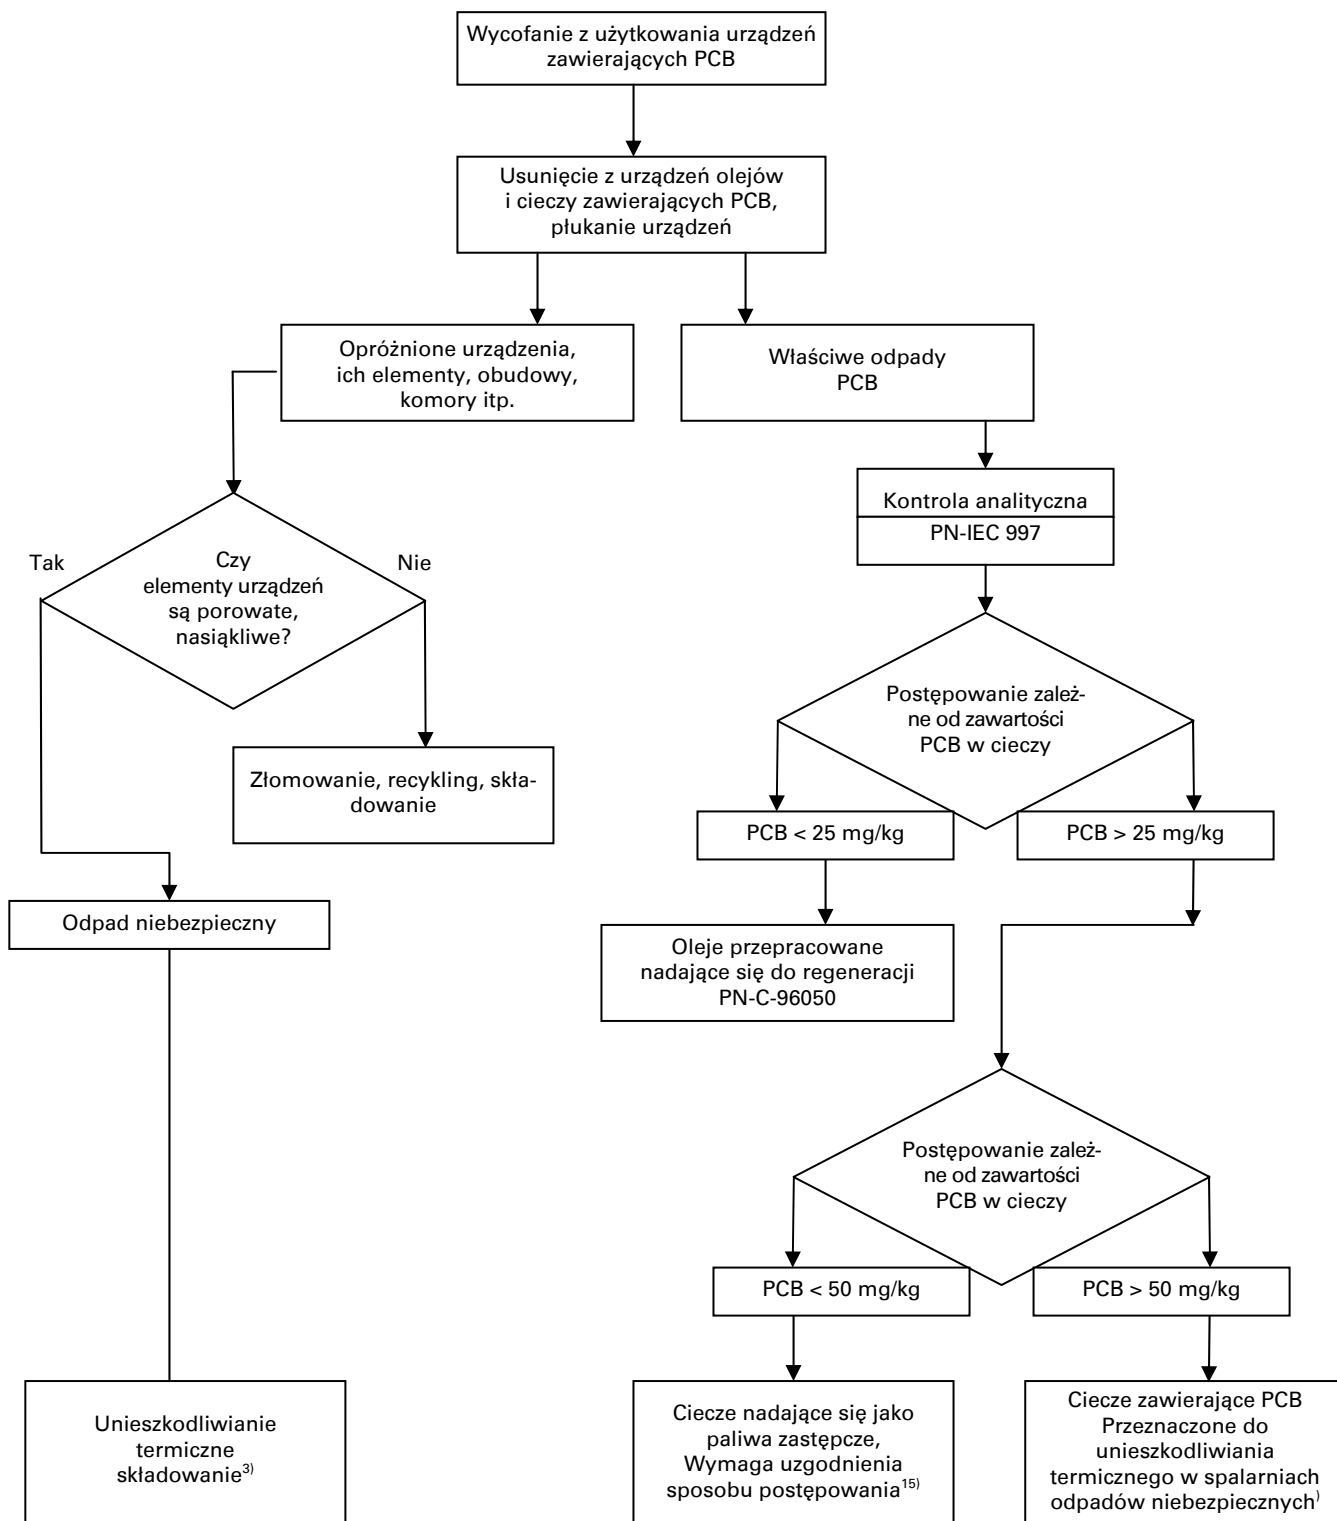 Wycofanie z użytkowania urządzeń
zawierających PCB
Usunięcie z urządzeń olejów
i cieczy zawierających PCB,
płukanie urządzeń
Opróżnione urządzenia,
ich elementy, obudowy,
komory itp.
Właściwe odpady
PCB
Kontrola analityczna
PN-IEC 997
Tak
Nie
Czy
elementy urządzeń
są porowate,
nasiąkliwe?
Postępowanie zależ-
ne od zawartości
PCB w cieczy
Złomowanie, recykling, skła-
dowanie
PCB < 25 mg/kg
PCB > 25 mg/kg
Odpad niebezpieczny
Oleje przepracowane
nadające się do regeneracji
PN-C-96050
Postępowanie zależ-
ne od zawartości
PCB w cieczy
PCB < 50 mg/kg
PCB > 50 mg/kg
Unieszkodliwianie
termiczne
składowanie3)
Ciecze nadające się jako
paliwa zastępcze,
Wymaga uzgodnienia
sposobu postępowania15)
Ciecze zawierające PCB
Przeznaczone do
unieszkodliwiania
termicznego w spalarniach
odpadów niebezpiecznych)